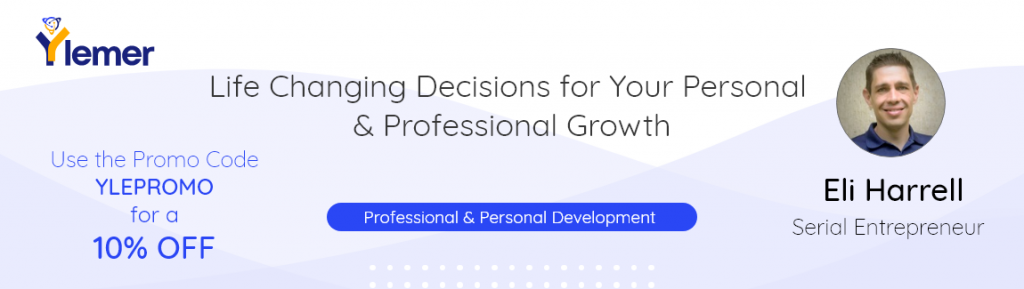 Ylemer
Life Changing Decisions for Your Personal
& Professional Growth
Use the Promo Code
YLEPROMO
for a
10% OFF
Professional & Personal Development
Eli Harrell
Serial Entrepreneur